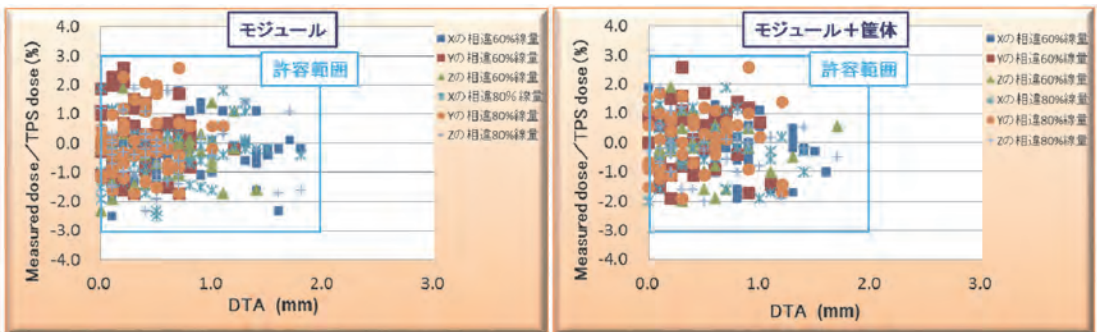 モジュール
許容範囲
Measured dose/TPS dose (%)
4.0
3.0
2.0
1.0
0.0
-1.0
-2.0
-3.0
-4.0
0.0
1.0
2.0
3.0
DTA (mm)
Xの相違60%線量
Yの相違60%線量
Zの相違60%線量
Xの相違80%線量
Yの相違80%線量
Zの相違80%線量
モジュール+筐体
許容範囲
Measured dose/TPS dose (%)
4.0
3.0
2.0
1.0
0.0
-1.0
-2.0
-3.0
-4.0
0.0
1.0
2.0
3.0
DTA (mm)
Xの相違60%線量
Yの相違60%線量
Zの相違60%線量
Xの相違80%線量
Yの相違80%線量
Zの相違80%線量